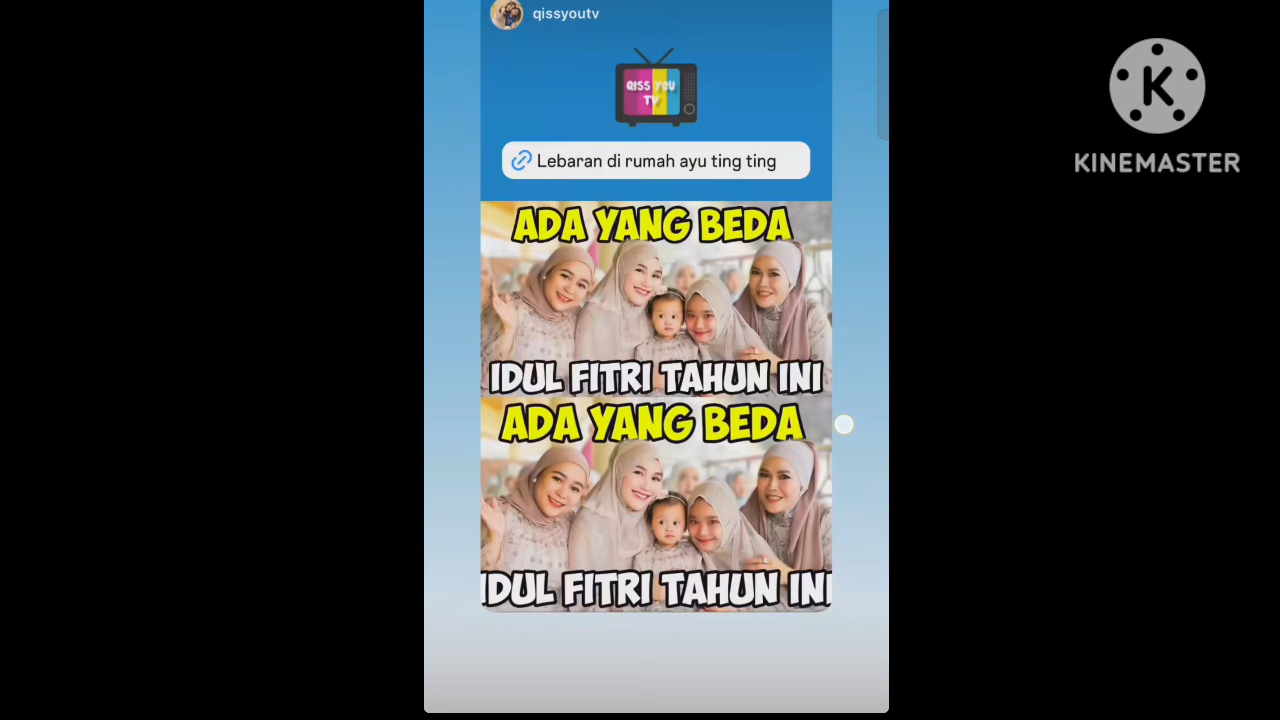 qissyoutv
QISS YOU
TV
Lebaran di rumah ayu ting ting
ADA YANG BEDA
IDUL FITRI TAHUN INI
ADA YANG BEDA
IDUL FITRI TAHUN INI
K
KINEMASTER